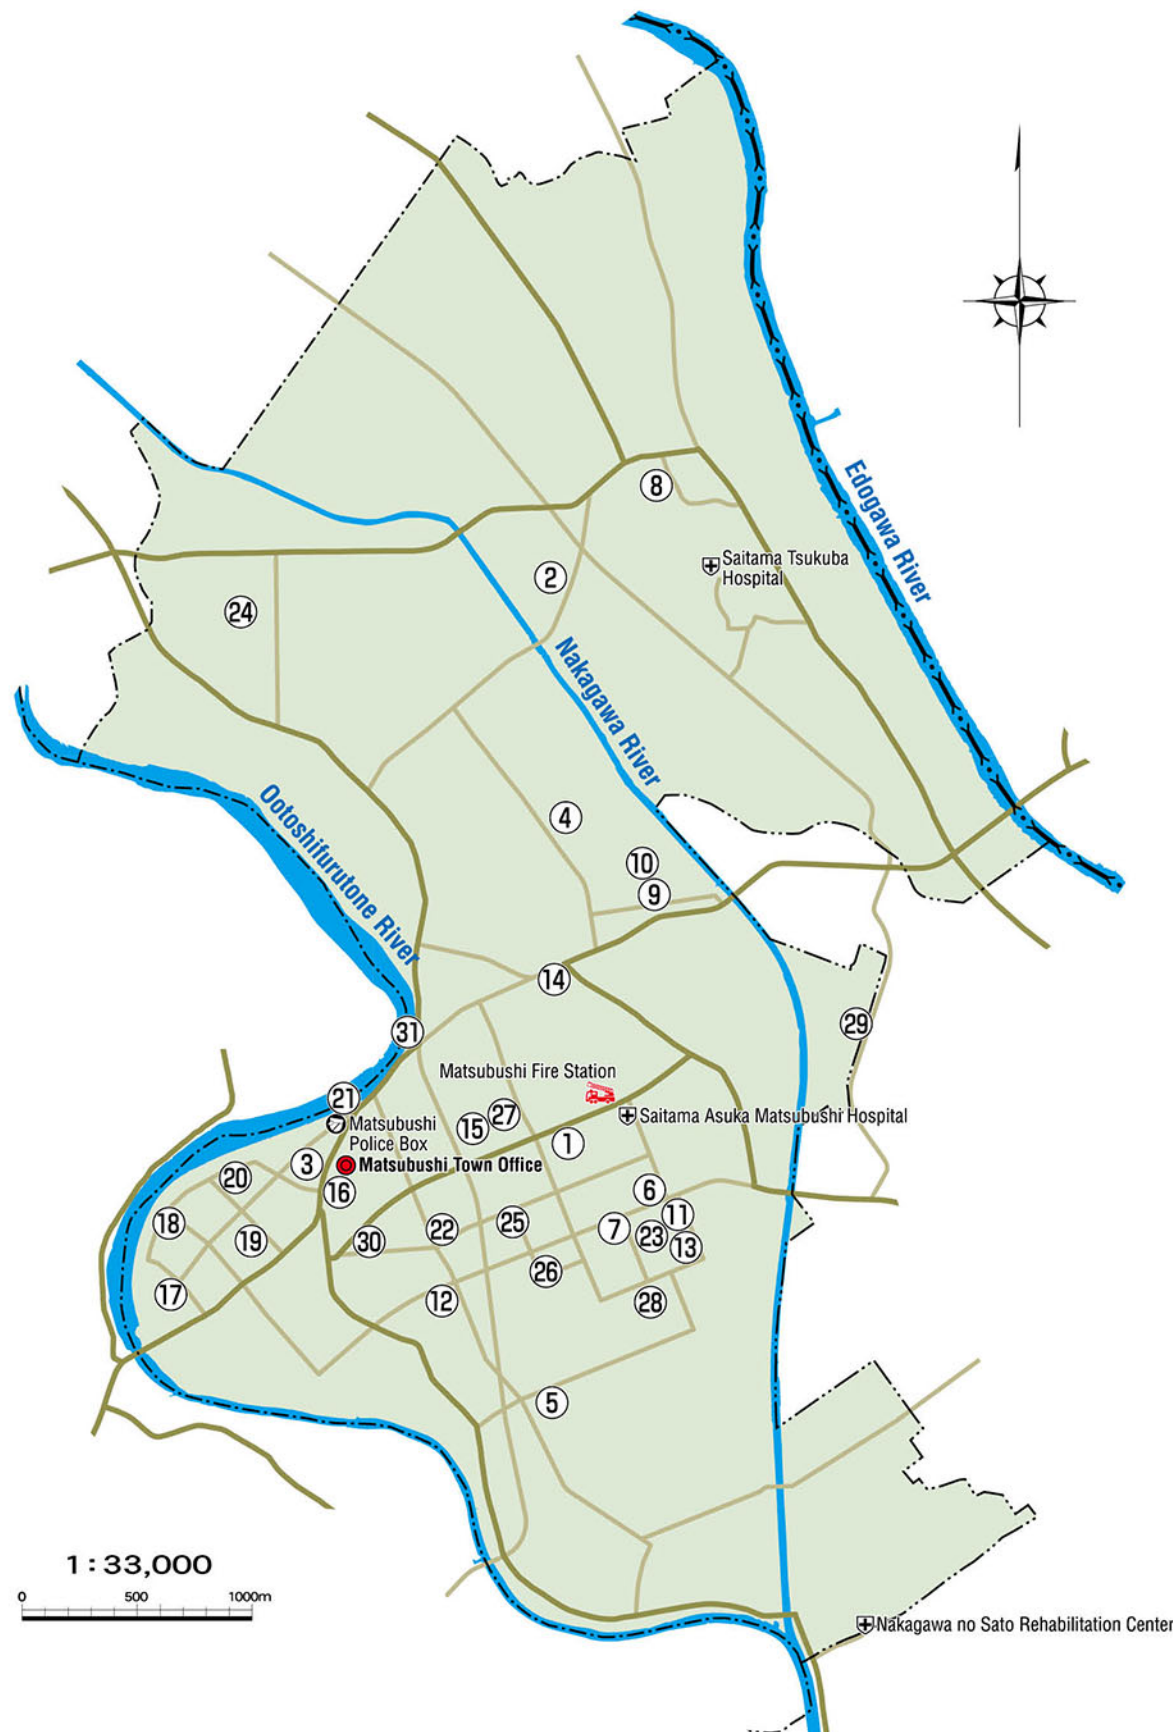 8
Edogawa River
Saitama Tsukuba
Hospital
2
24
Nakagawa River
Ootoshifurutone River
4
10
9
14
31
29
Matsubushi Fire Station
21
27
15
Saitama Asuka Matsubushi Hospital
Matsubushi
Police Box
1
3
Matsubushi Town Office
20
16
6
18
11
25
22
7
23
19
30
13
26
17
12
28
5
1:33,000
0 500 1000m
Nakagawa no Sato Rehabilitation Center